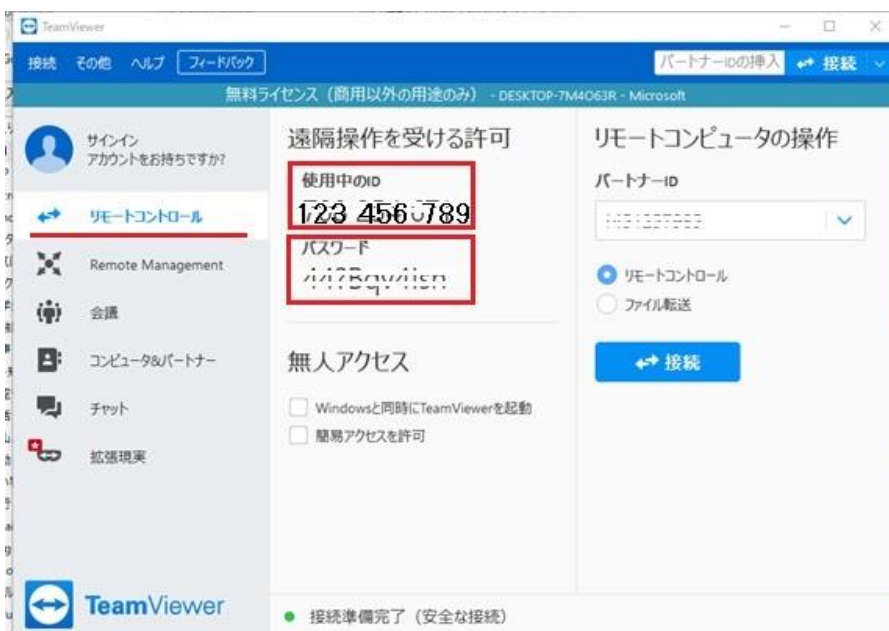 TeamViewer
接続 その他 ヘルプ フィードバック
パートナーIDの挿入 接続
無料ライセンス（商用以外の用途のみ） - DESKTOP-7M4O63R - Microsoft
サインイン
アカウントをお持ちですか?
リモートコントロール
Remote Management
会議
コンピュータ&パートナー
チャット
拡張現実
TeamViewer
遠隔操作を受ける許可
使用中のID
123 456 789
パスワード
無人アクセス
Windowsと同時にTeamViewerを起動
簡易アクセスを許可
リモートコンピュータの操作
パートナーID
リモートコントロール
ファイル転送
接続
接続準備完了（安全な接続）